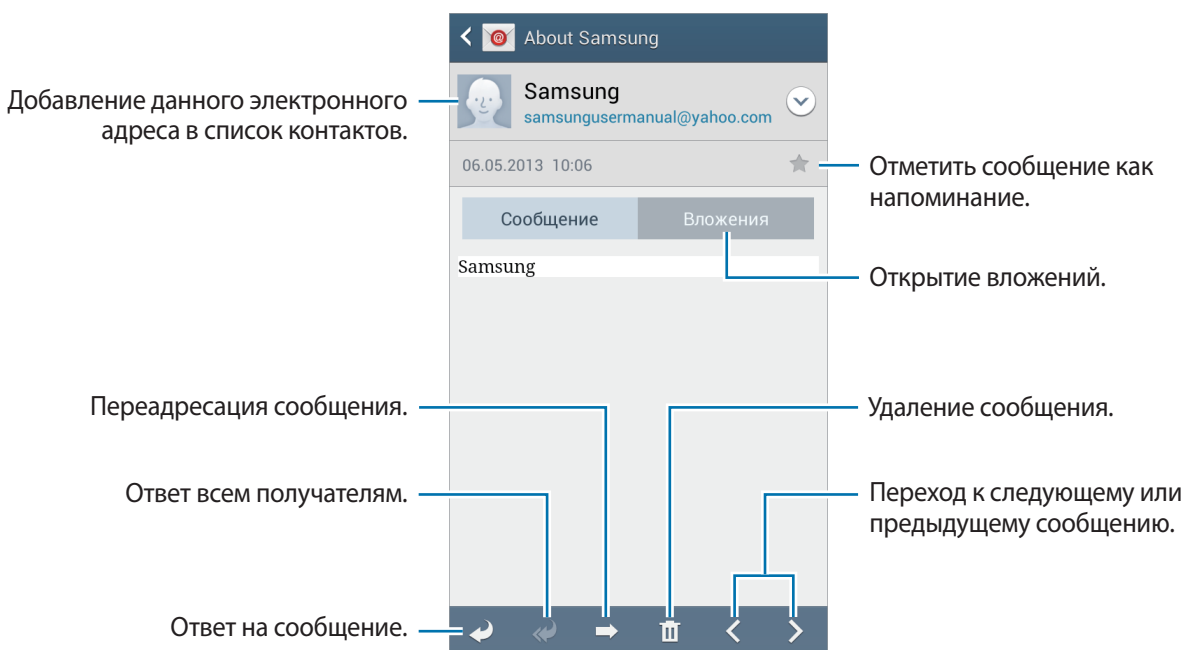 About Samsung
Добавление данного электронного
адреса в список контактов.
Samsung
samsungusermanual@yahoo.com
06.05.2013 10:06
Отметить сообщение как
напоминание.
Сообщение
Вложения
Samsung
Открытие вложений.
Переадресация сообщения.
Удаление сообщения.
Ответ всем получателям.
Переход к следующему или
предыдущему сообщению.
Ответ на сообщение.